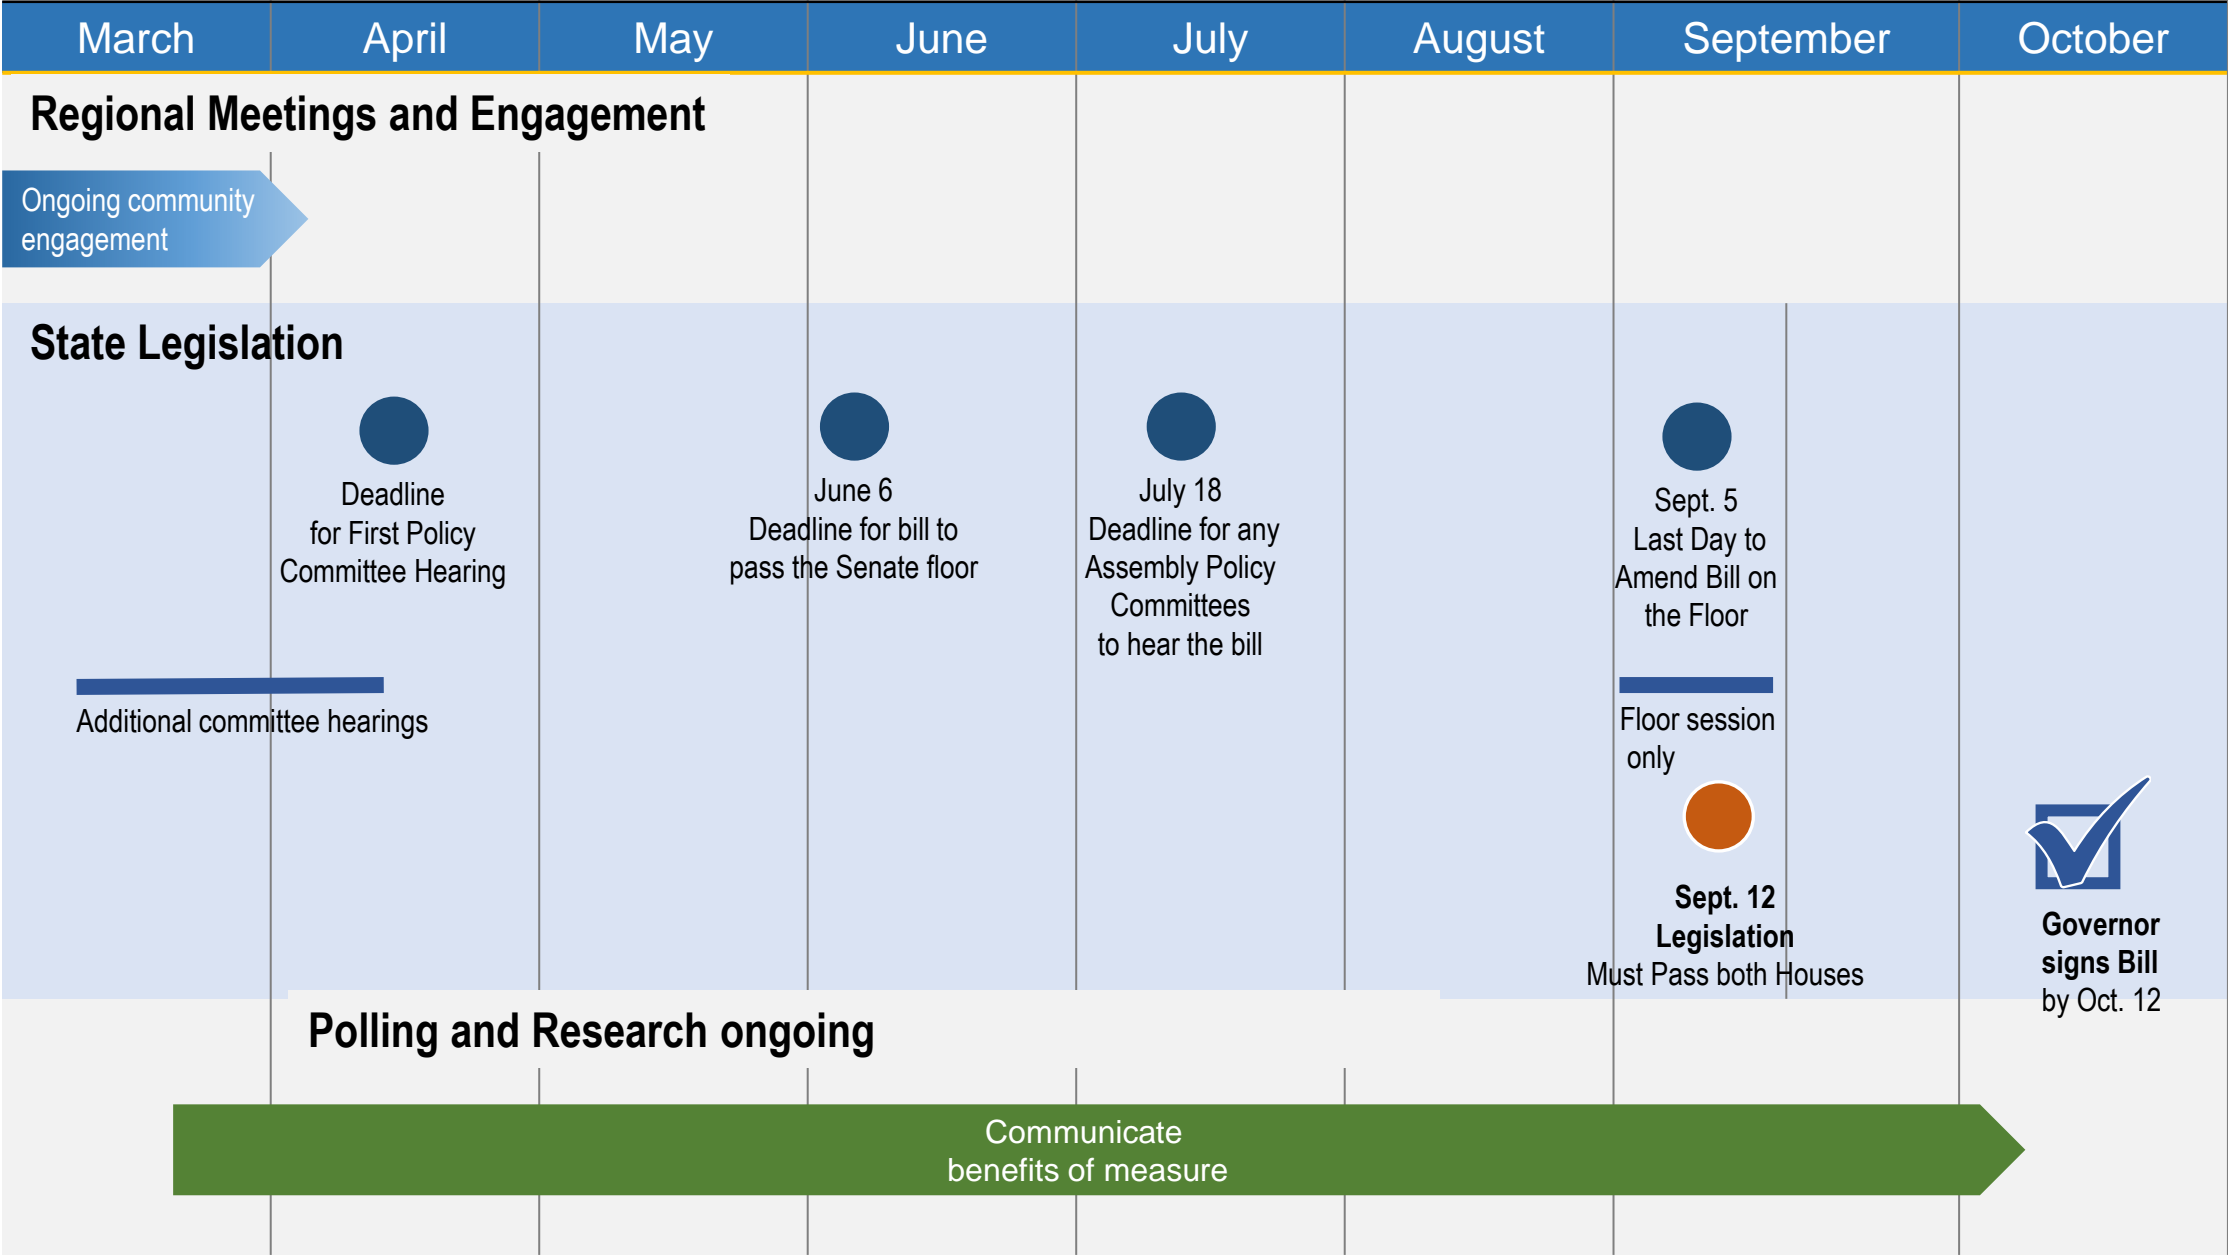 March April May June July August September October
Regional Meetings and Engagement
Ongoing community
engagement
State Legislation
Deadline
for First Policy
Committee Hearing
June 6
Deadline for bill to
pass the Senate floor
July 18
Deadline for any
Assembly Policy
Committees
to hear the bill
Sept. 5
Last Day to
Amend Bill on
the Floor
Additional committee hearings
Floor session
only
Sept. 12
Legislation
Must Pass both Houses
Governor
signs Bill
by Oct. 12
Polling and Research ongoing
Communicate
benefits of measure